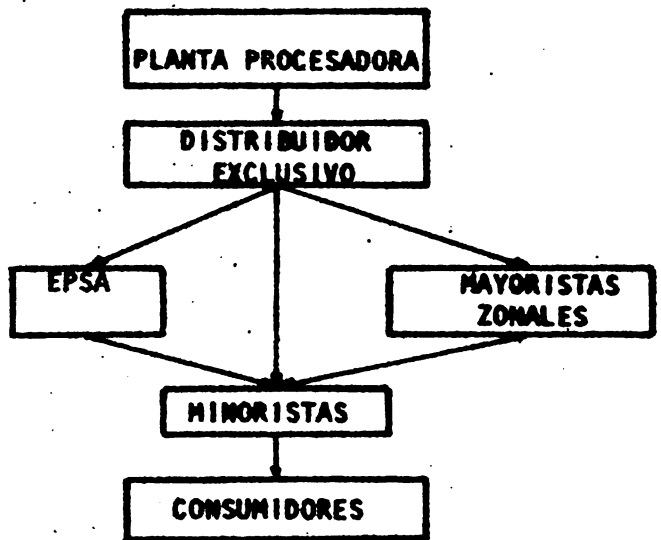 PLANTA PROCESADORA
DISTRIBUIDOR
EXCLUSIVO
EPSA
MAYORISTAS
ZONALES
MINORISTAS
CONSUMIDORES